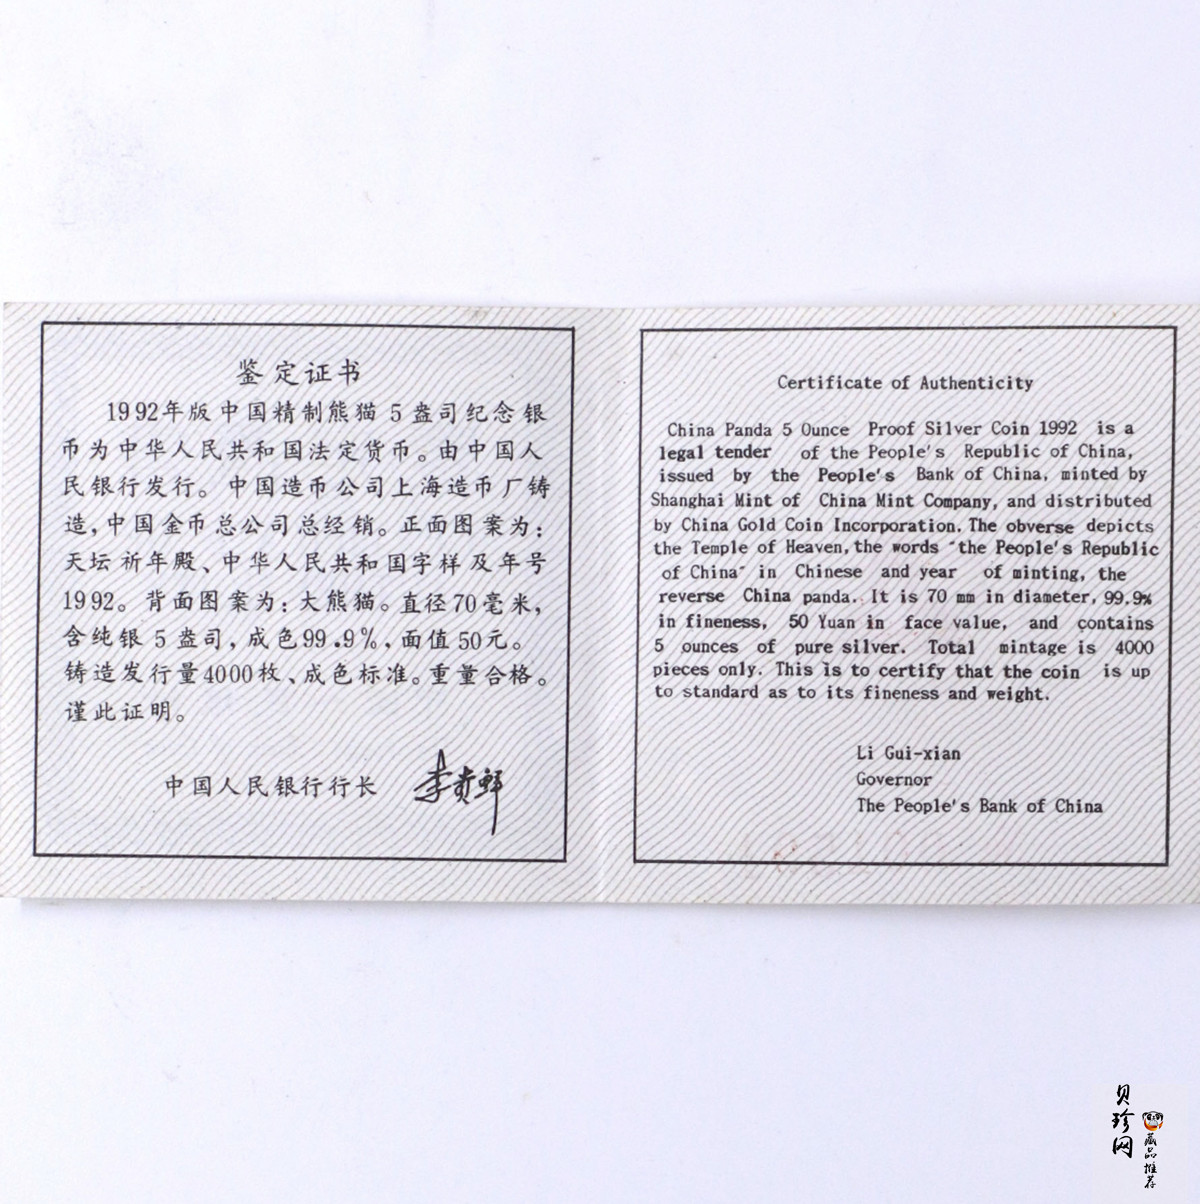 鉴定证书
1992年版中国精制熊猫 5 盎司纪念银
币为中华人民共和国法定货币。由中国人
民银行发行。中国造币公司上海造币厂铸
造,中国金币总公司总经销。正面图案为:
天坛祈年殿、中华人民共和国字样及年号
1992。背面图案为:大熊猫。直径70毫米,
含纯银 5 盎司,成色99.9%,面值50元。
铸造发行量4000枚、成色标准。重量合格。
谨此证明。
中国人民银行行长 李贵鲜
Certificate of Authenticity
China Panda 5 Ounce Proof Silver Coin 1992 is a
legal tender of the People's Republic of China,
issued by the People's Bank of China, minted by
Shanghai Mint of China Mint Company, and distributed
by China Gold Coin Incorporation. The obverse depicts
the Temple of Heaven, the words "the People's Republic
of China" in Chinese and year of minting, the
reverse China panda. It is 70 mm in diameter, 99.9%
in fineness, 50 Yuan in face value, and contains
5 ounces of pure silver. Total mintage is 4000
pieces only. This is to certify that the coin is up
to standard as to its fineness and weight.
Li Gui-xian
Governor
The People's Bank of China
贝珍网
藏品推荐